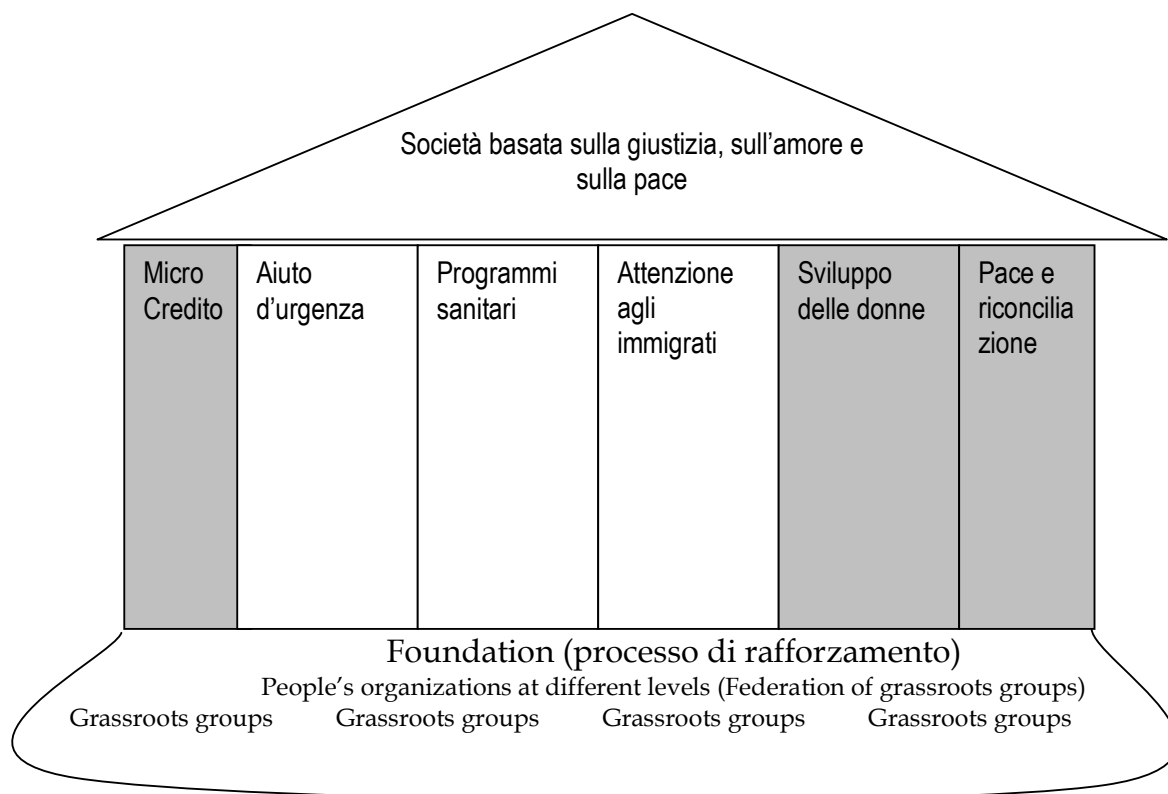 Società basata sulla giustizia, sull'amore e
sulla pace
Micro
Credito
Aiuto
d'urgenza
Programmi
sanitari
Attenzione
agli
immigrati
Sviluppo
delle donne
Pace e
riconcilia
zione
Foundation (processo di rafforzamento)
People's organizations at different levels (Federation of grassroots groups)
Grassroots groups Grassroots groups Grassroots groups Grassroots groups